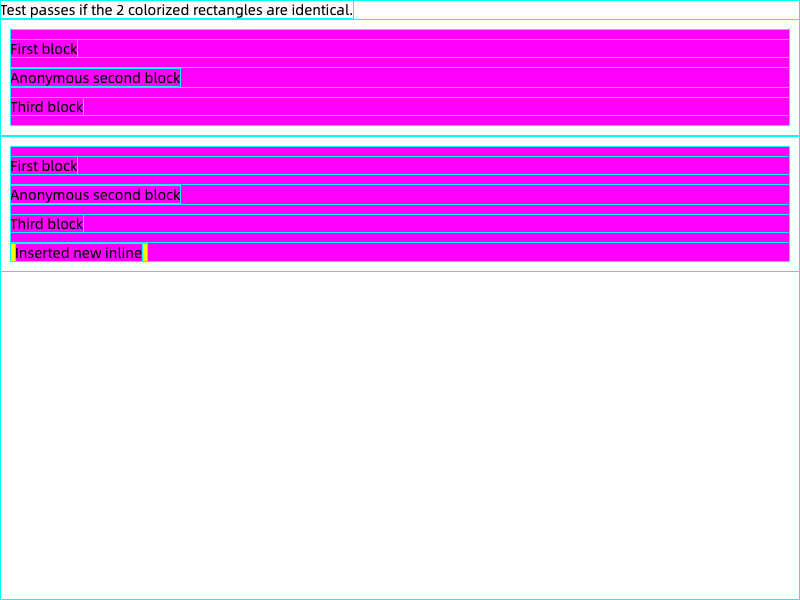 Test passes if the 2 colorized rectangles are identical.
First block
Anonymous second block
Third block
First block
Anonymous second block
Third block
Inserted new inline